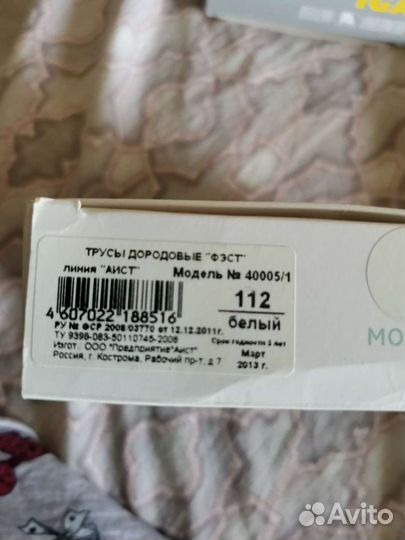 ТРУСЫ ДОРОДОВЫЕ "ФЭСТ"
линия "АИСТ" Модель № 40005/1
112
белый
4 607022 188516
РУ № ФСР 2008/03770 от 12.12.2011г.
ТУ 9398-083-50110745-2006
Срок годности 5 лет
Изгот.: ООО "Предприятие"Аист"
Март
Россия, г. Кострома, Рабочий пр-т, д 7
2013 г.
MO
Avito